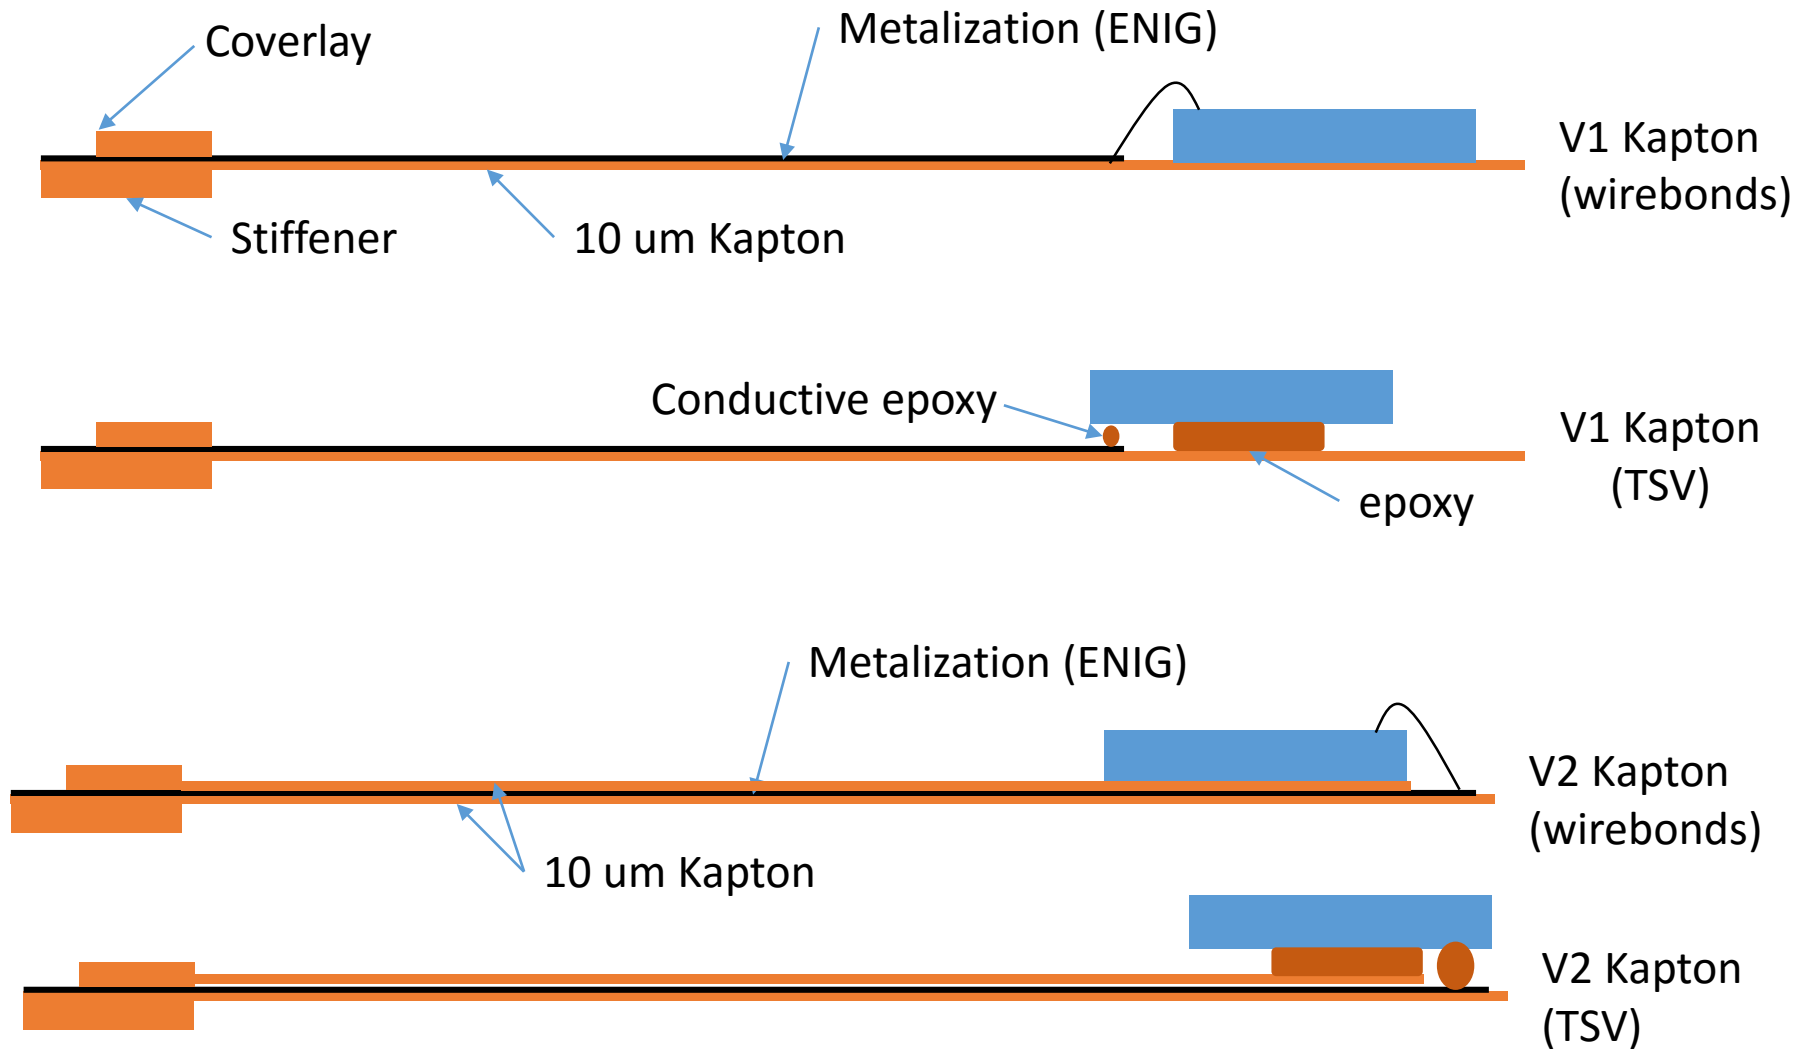 Coverlay
Metalization (ENIG)
V1 Kapton
(wirebonds)
Stiffener
10 um Kapton
Conductive epoxy
V1 Kapton
(TSV)
epoxy
Metalization (ENIG)
V2 Kapton
(wirebonds)
10 um Kapton
V2 Kapton
(TSV)